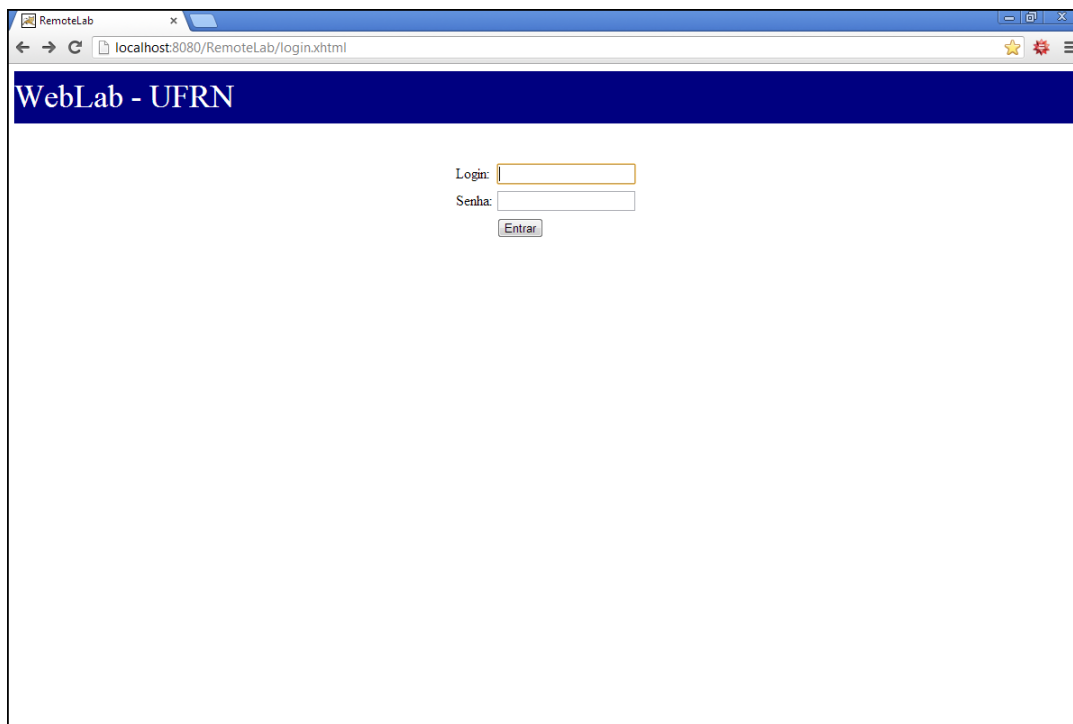 RemoteLab
localhost:8080/RemoteLab/login.xhtml
WebLab - UFRN
Login:
Senha:
Entrar